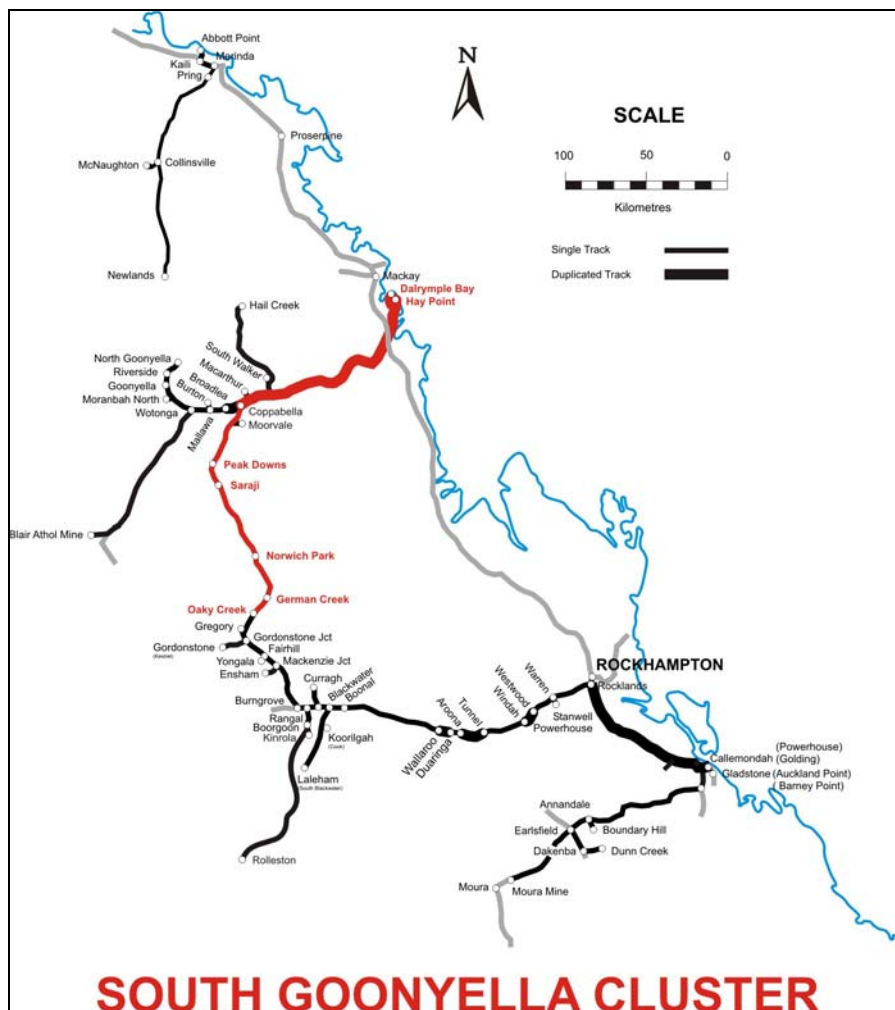 Abbott Point
Kaili
Merinda
Pring
N
SCALE
100
50
0
Kilometres
Proserpine
McNaughton
Collinsville
Single Track
Duplicated Track
Newlands
Mackay
Dalrymple Bay
Hay Point
Hail Creek
North Goonyella
Riverside
Goonyella
Moranbah North
Wotonga
South Walker
Macarthur
Broadlea
Burton
Mallawa
Coppabella
Moorvale
Peak Downs
Saraji
Blair Athol Mine
Norwich Park
German Creek
Oaky Creek
Gregory
Gordonstone Jct
Gordonstone
(Kestrel)
Fairhill
Yongala
Mackenzie Jct
Ensham
Curragh
Blackwater
Boonal
Burngrove
Rangal
Boorgoon
Kinrola
Koorilgah
(Cook)
Laleham
(South Blackwater)
Rolleston
Wallaroo
Aroona
Duaringa
Tunnel
Windah
Westwood
Warren
Stanwell
Powerhouse
ROCKHAMPTON
Rocklands
Callemondah
(Powerhouse)
(Golding)
Gladstone
(Auckland Point)
( Barney Point)
Annandale
Earlsfield
Boundary Hill
Dakenba
Dunn Creek
Moura
Moura Mine
SOUTH GOONYELLA CLUSTER